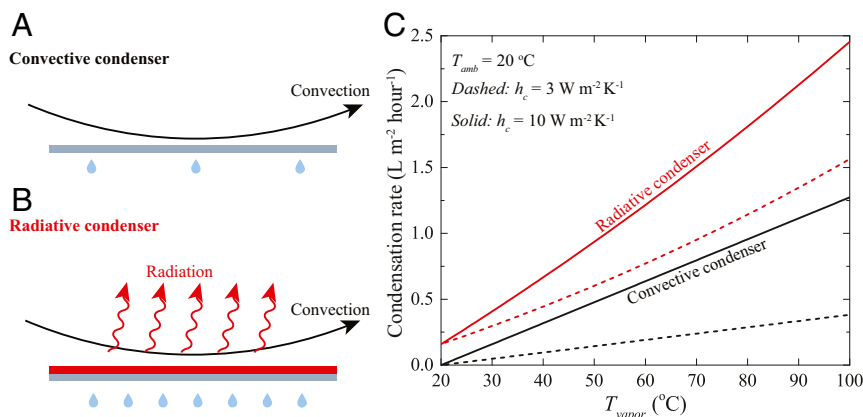 A
Convective condenser
Convection
B
Radiative condenser
Radiation
Convection
C
Condensation rate (L m⁻² hour⁻¹)
2.5
2.0
1.5
1.0
0.5
0.0
T_amb = 20 °C
Dashed: h_c = 3 W m⁻² K⁻¹
Solid: h_c = 10 W m⁻² K⁻¹
Radiative condenser
Convective condenser
20 30 40 50 60 70 80 90 100
T_vapor (°C)